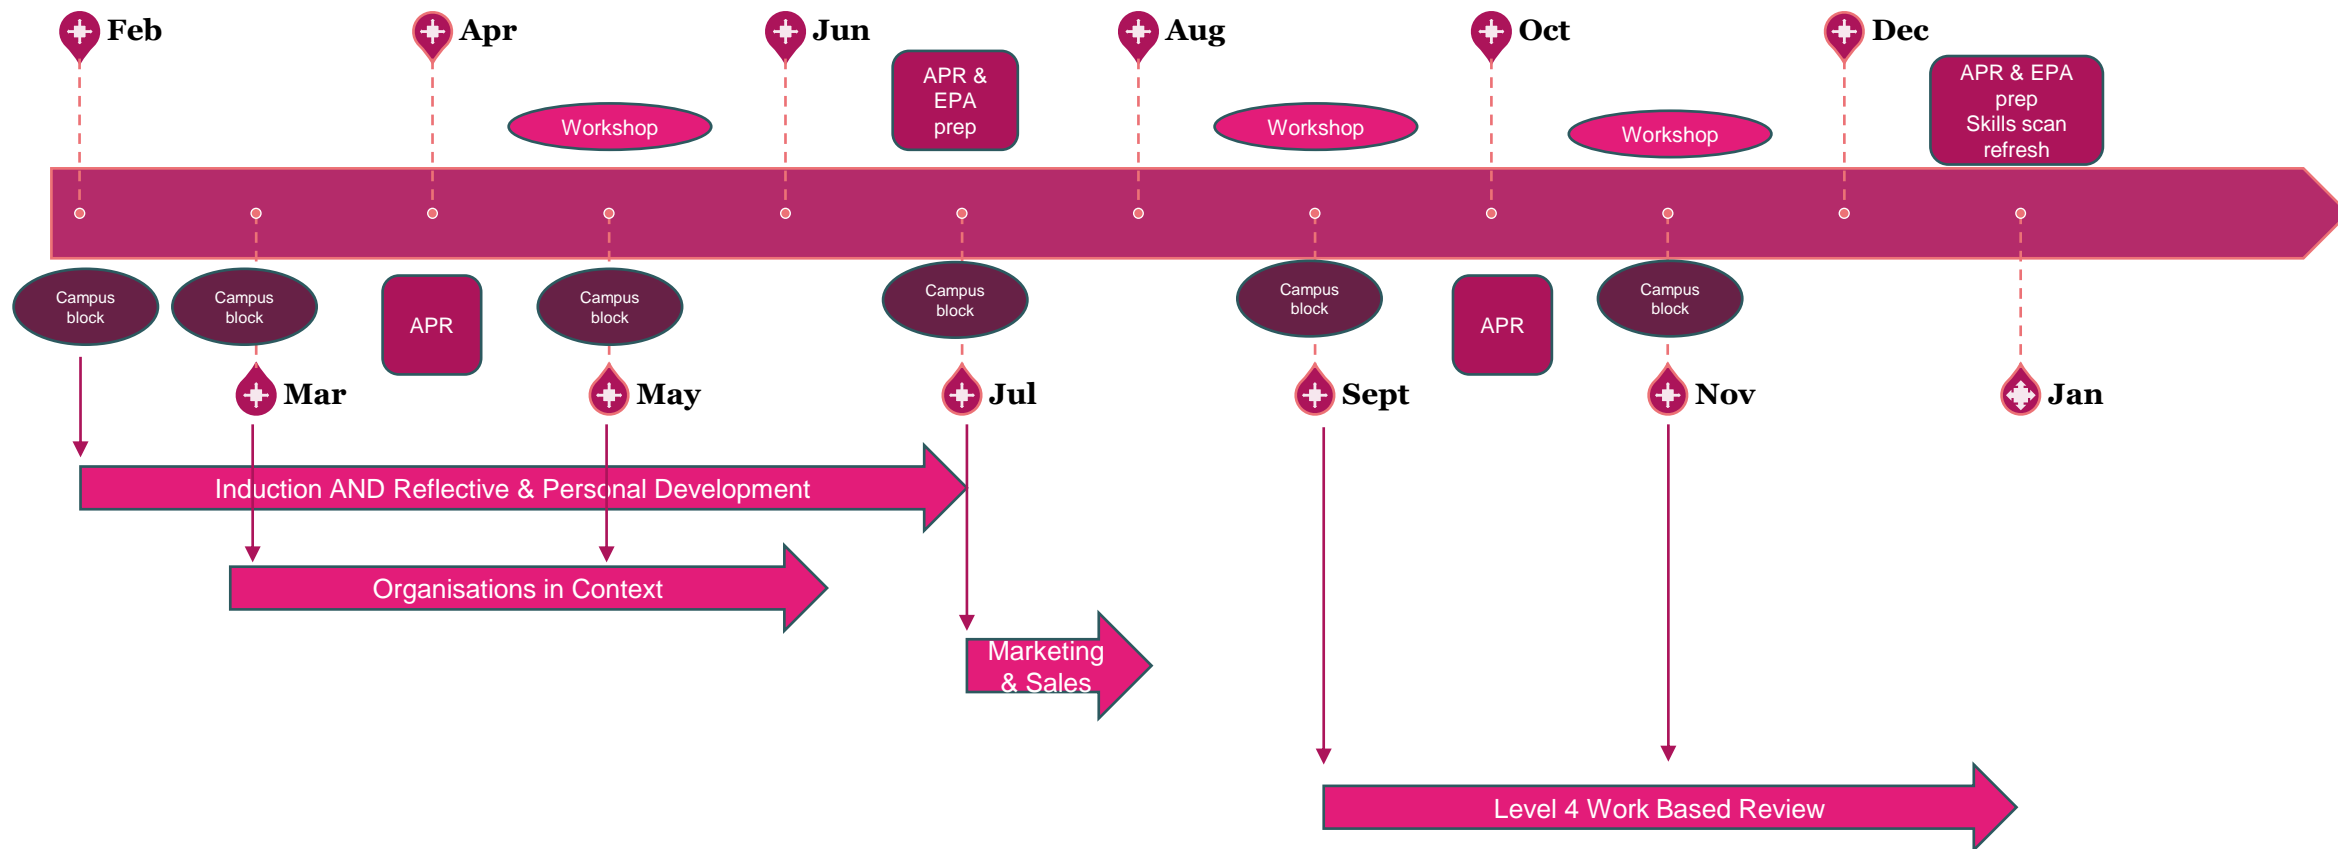 Feb
Apr
Jun
Aug
Oct
Dec
APR &
EPA
prep
APR & EPA
prep
Skills scan
refresh
Workshop
Workshop
Workshop
Campus
block
Campus
block
APR
Campus
block
Campus
block
Campus
block
APR
Campus
block
Mar
May
Jul
Sept
Nov
Jan
Induction AND Reflective & Personal Development
Organisations in Context
Marketing
& Sales
Level 4 Work Based Review